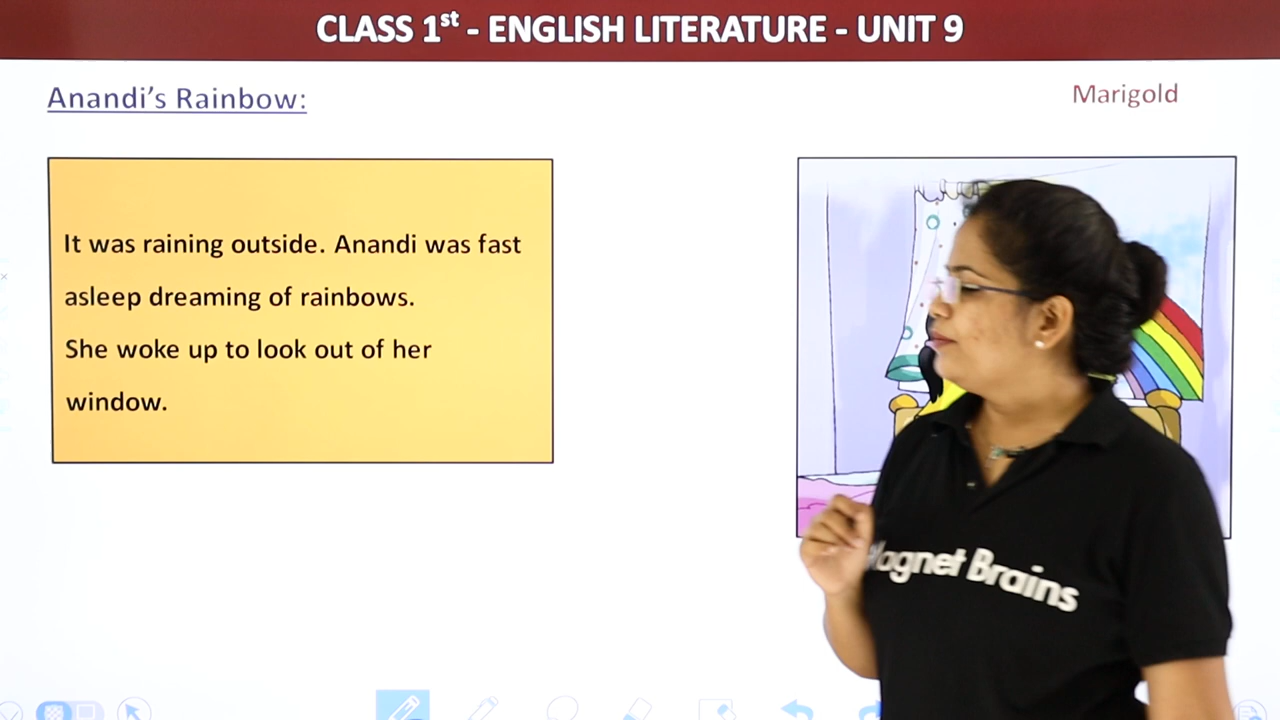 CLASS 1st - ENGLISH LITERATURE - UNIT 9
Anandi's Rainbow:
Marigold
It was raining outside. Anandi was fast
asleep dreaming of rainbows.
She woke up to look out of her
window.
Magnet Brains